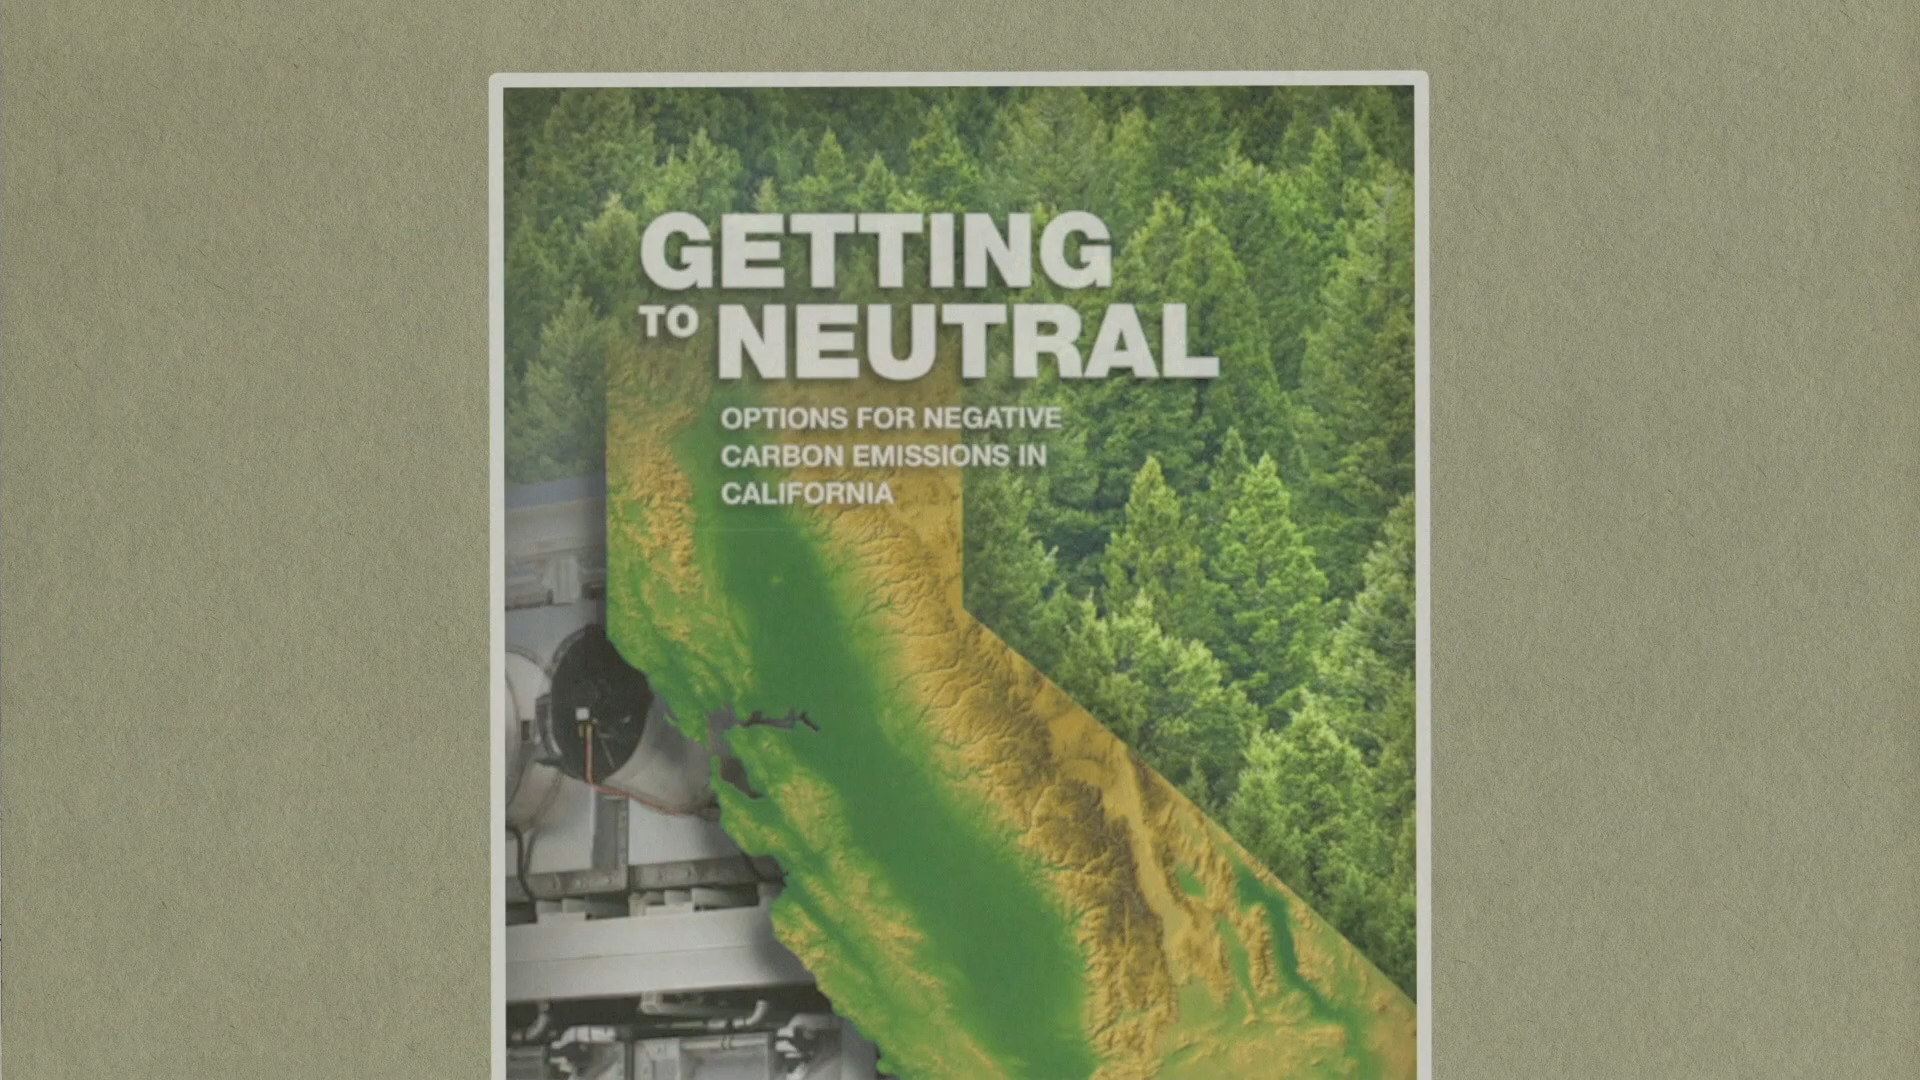 GETTING
TO NEUTRAL
OPTIONS FOR NEGATIVE
CARBON EMISSIONS IN
CALIFORNIA